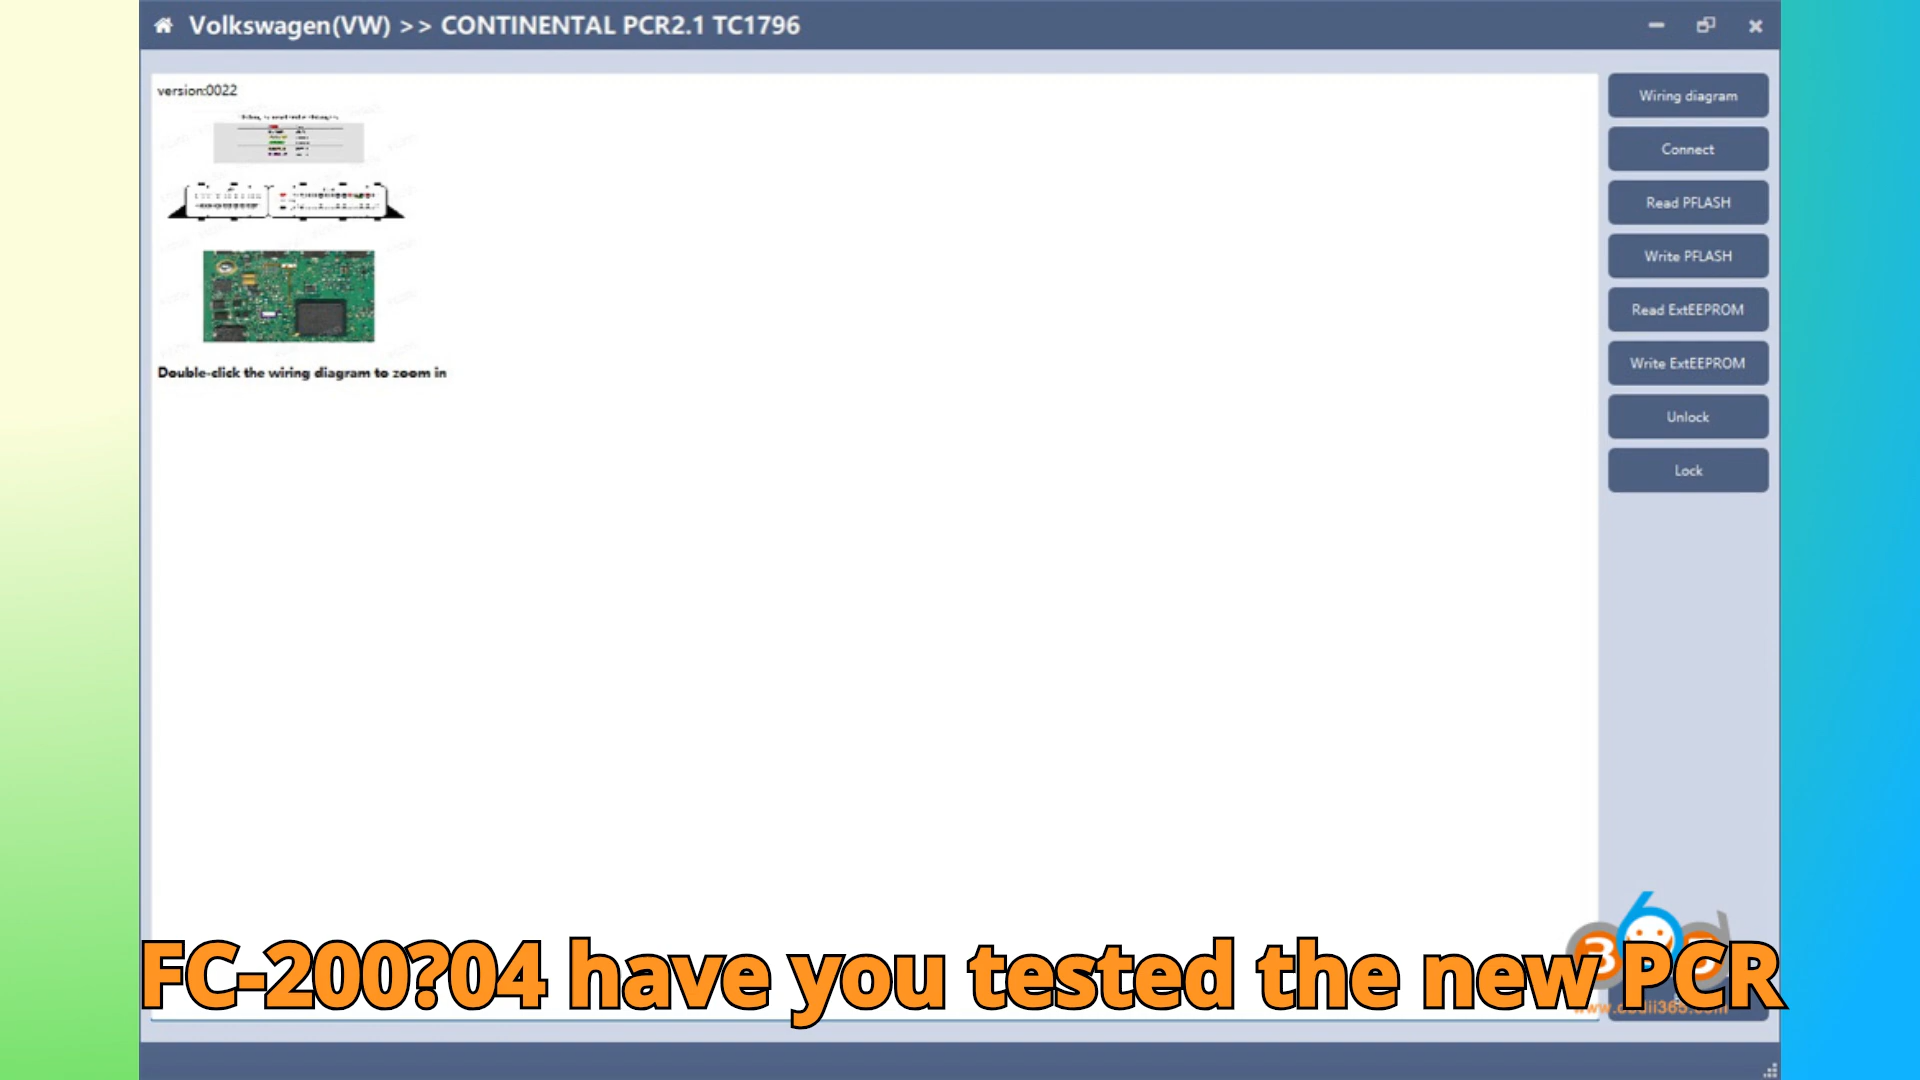 Volkswagen(VW) >> CONTINENTAL PCR2.1 TC1796
version:0022
Wiring diagram
Connect
Read PFLASH
Write PFLASH
Read ExtEEPROM
Write ExtEEPROM
Unlock
Lock
Double-click the wiring diagram to zoom in
FC-200?04 have you tested the new PCR